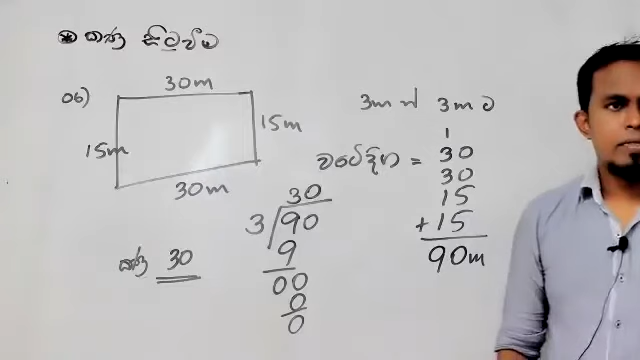 * කණු සිටුවීම
06)
30m
15m
15m
30m
3m න් 3m ට
වටේ දිග =
1
30
30
15
+ 15
90m
30
3 90
9
00
0
0
කණු 30